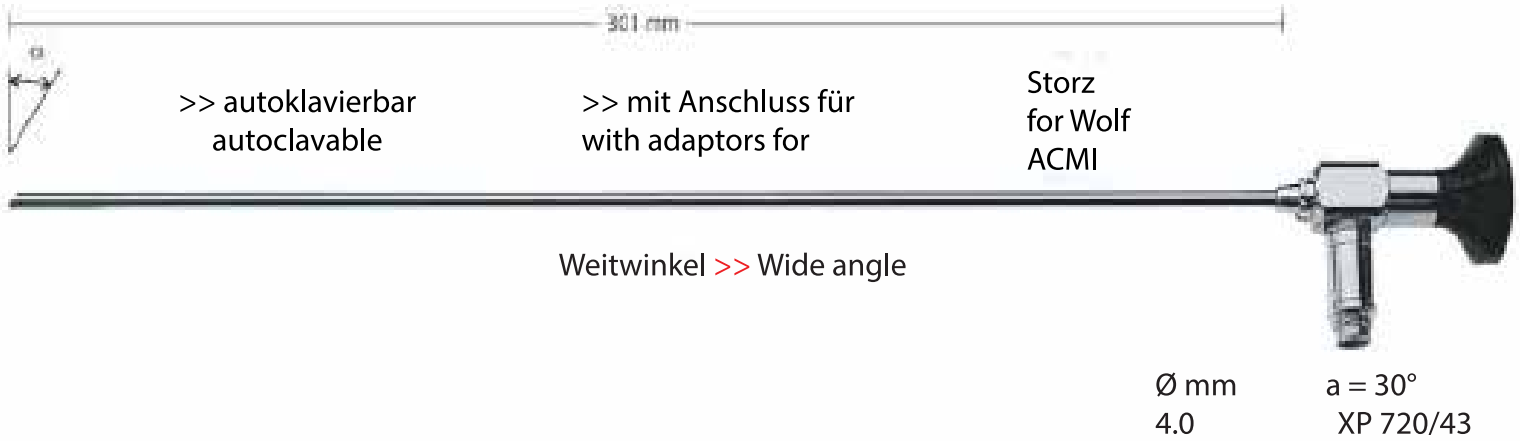 301 mm
α
>> autoklavierbar
autoclavable
>> mit Anschluss für
with adaptors for
Storz
for Wolf
ACMI
Weitwinkel >> Wide angle
Ø mm
a = 30°
4.0
XP 720/43